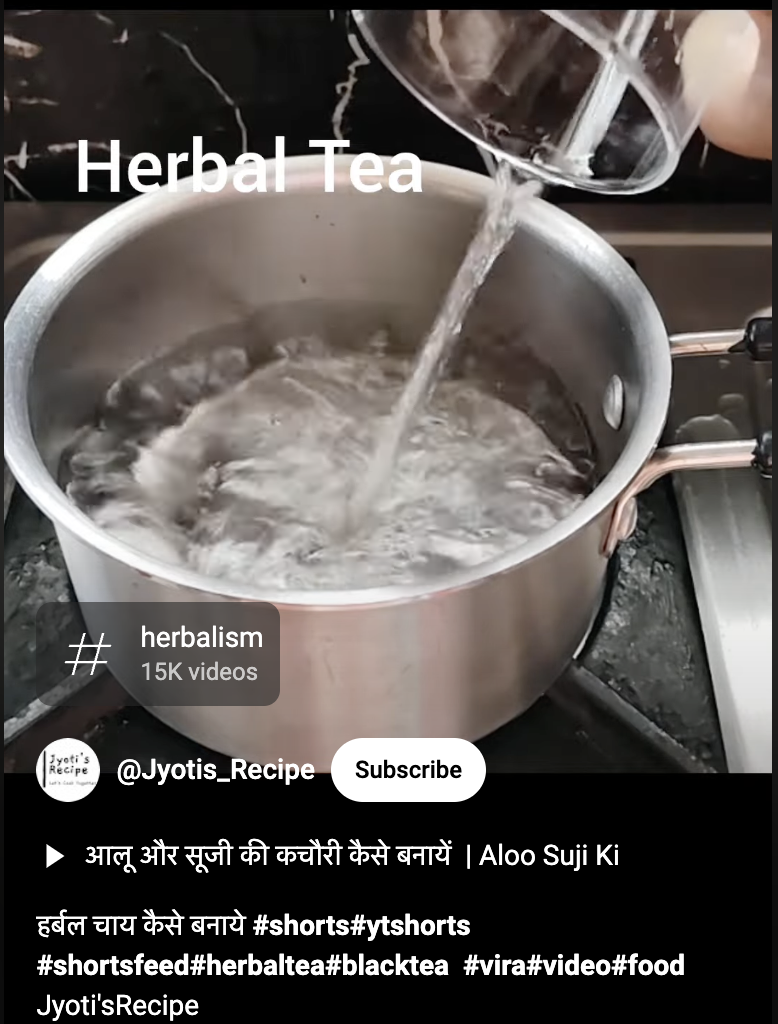 Herbal Tea
herbalism
15K videos
Jyoti's
Recipe
@Jyotis_Recipe
Subscribe
आलू और सूजी की कचौरी कैसे बनायें | Aloo Suji Ki
हर्बल चाय कैसे बनाये #shorts#ytshorts
#shortsfeed#herbaltea#blacktea #vira#video#food
Jyoti'sRecipe